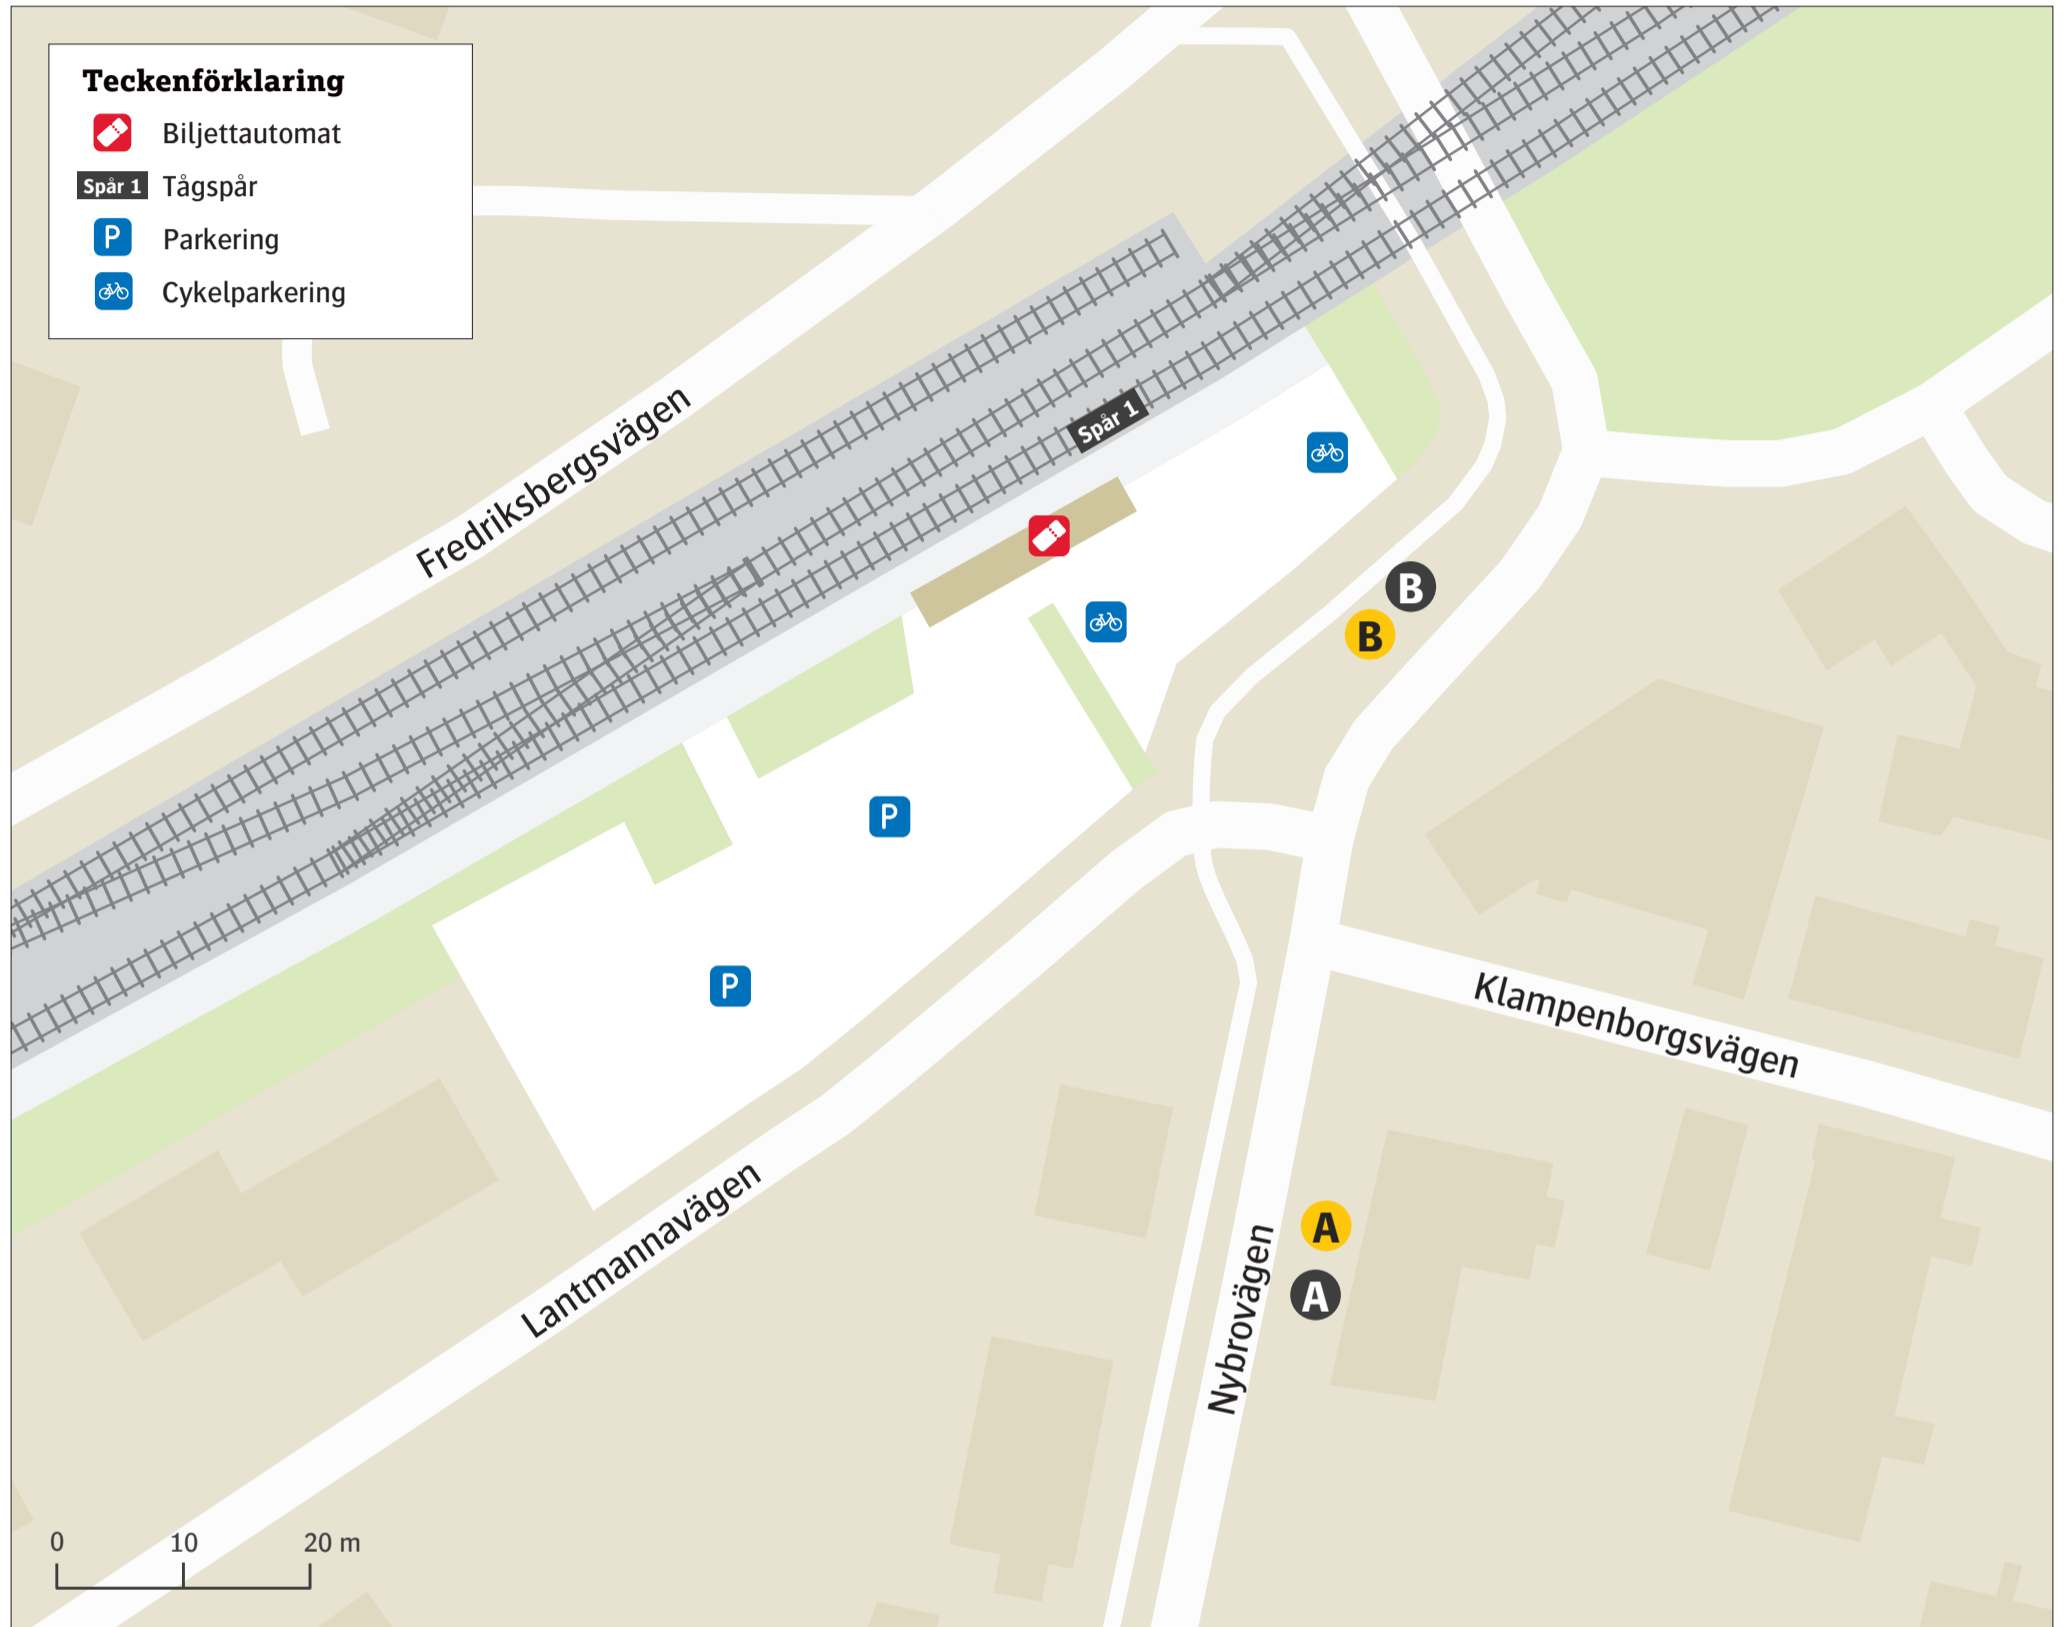 Teckenförklaring
Biljettautomat
Spår 1 Tågspår
P Parkering
Cykelparkering
Fredriksbergsvägen
Spår 1
B
B
P
P
Klampenborgsvägen
Lantmannavägen
A
Nybrovägen
A
0 10 20 m